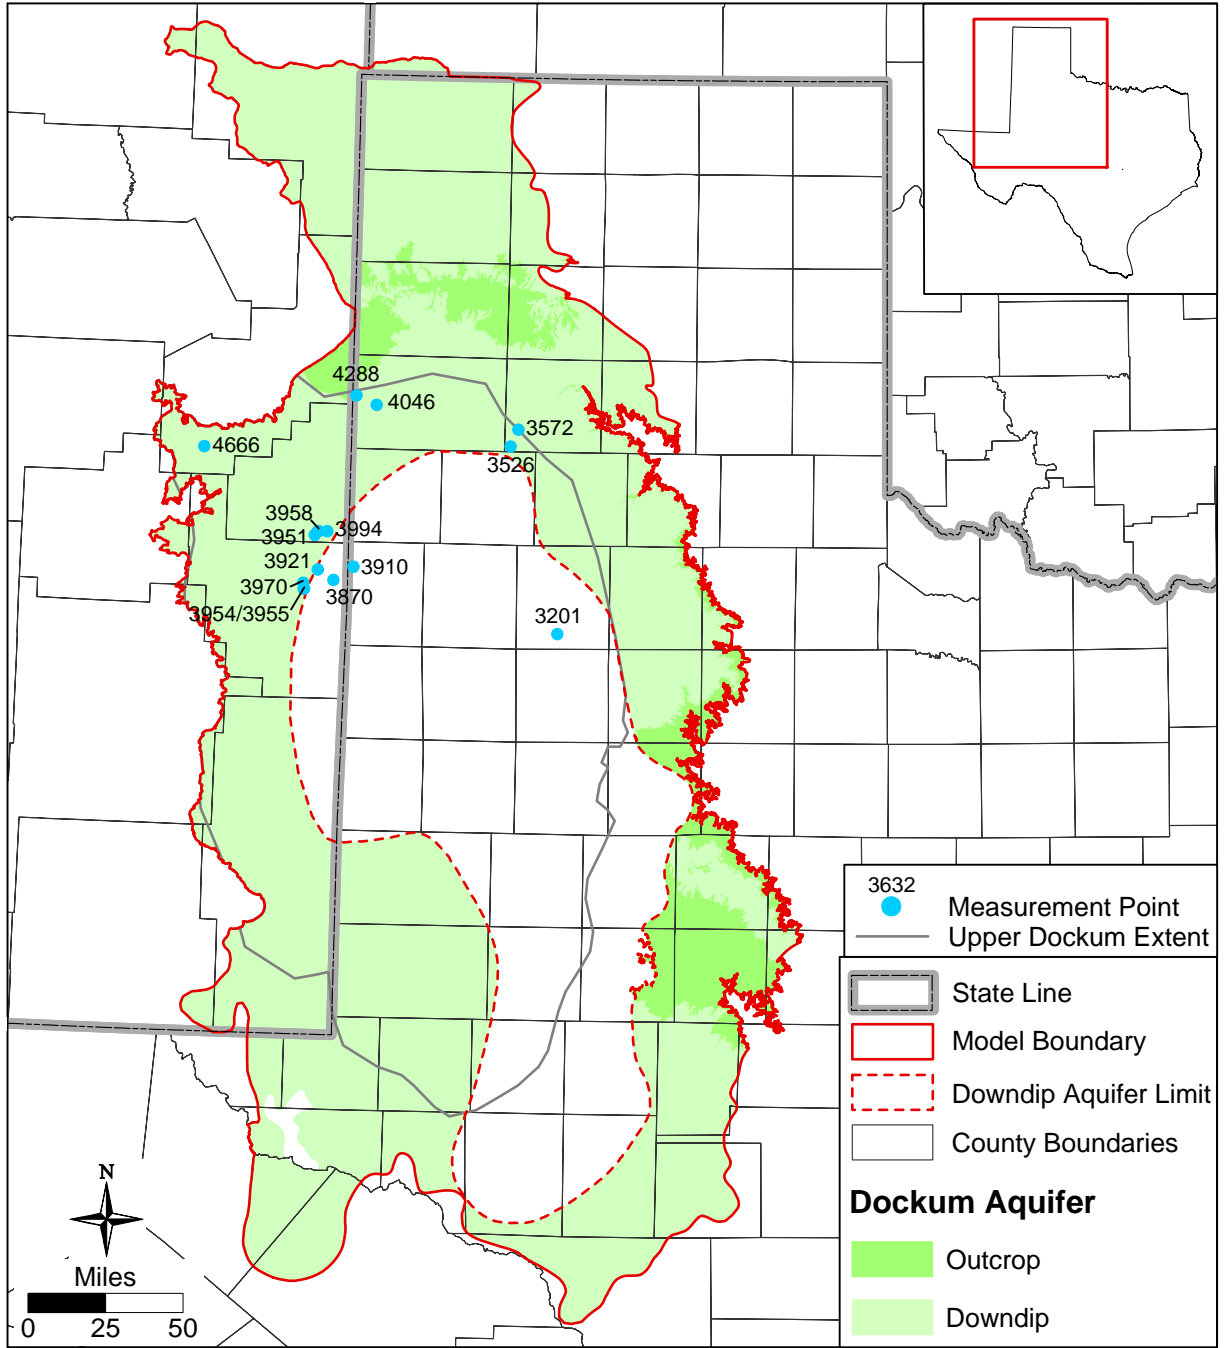 4288
4046
3572
4666
3526
3958
3994
3951
3921
3910
3970
3870
3954/3955
3201
3632
Measurement Point
Upper Dockum Extent
State Line
Model Boundary
Downdip Aquifer Limit
County Boundaries
Dockum Aquifer
Outcrop
Downdip
N
Miles
0 25 50